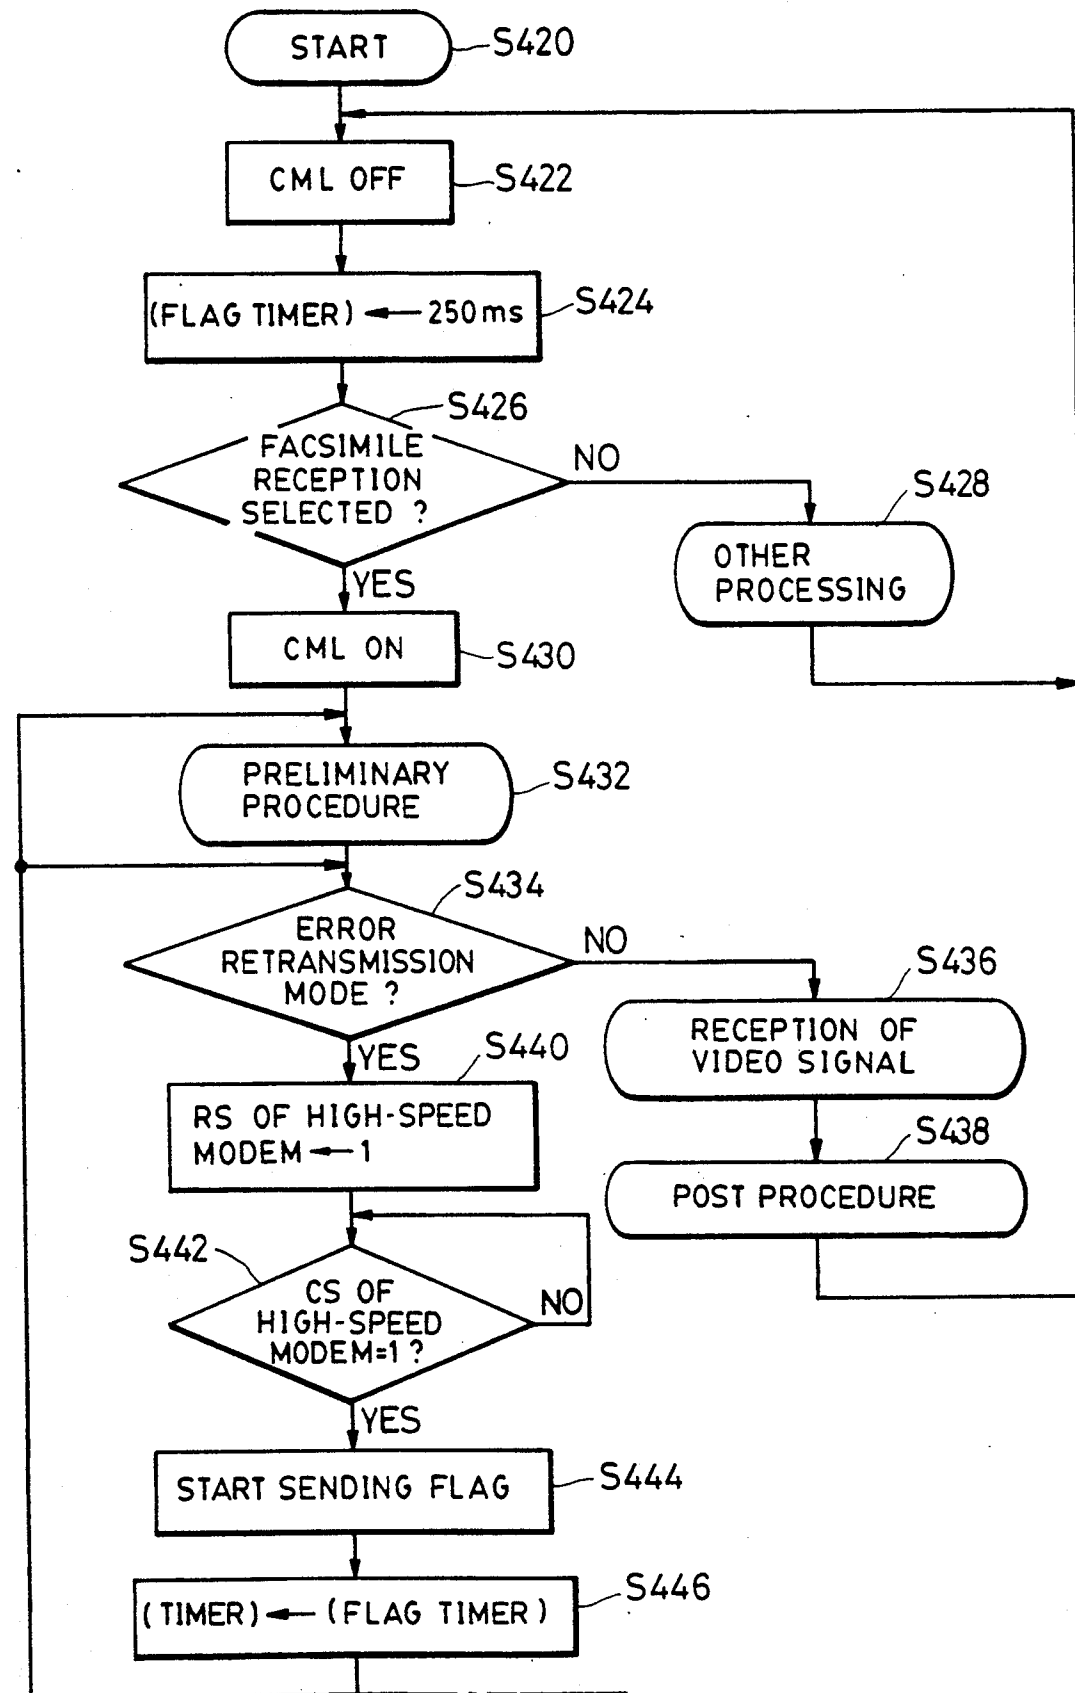 START
S420
CML OFF
S422
(FLAG TIMER) ← 250ms
S424
S426
FACSIMILE
RECEPTION
SELECTED ?
NO
YES
S428
OTHER
PROCESSING
CML ON
S430
PRELIMINARY
PROCEDURE
S432
S434
ERROR
RETRANSMISSION
MODE ?
NO
YES
S436
RECEPTION OF
VIDEO SIGNAL
S438
POST PROCEDURE
S440
RS OF HIGH-SPEED
MODEM ← 1
S442
CS OF
HIGH-SPEED
MODEM=1 ?
NO
YES
START SENDING FLAG
S444
(TIMER) ← (FLAG TIMER)
S446